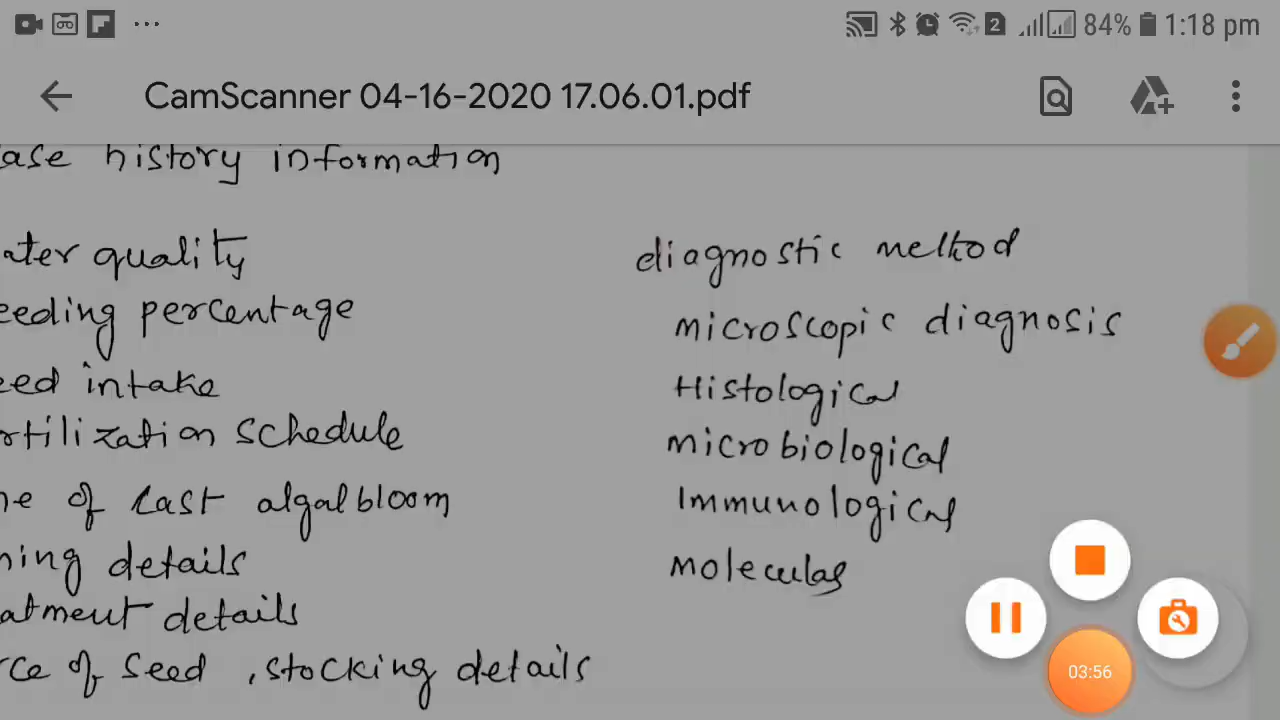 2 84% 1:18 pm
CamScanner 04-16-2020 17.06.01.pdf
ase history information
ater quality
eeding percentage
eed intake
rtilization schedule
ne of last algalbloom
ning details
atment details
rce of seed , stocking details
diagnostic method
microscopic diagnosis
Histological
microbiological
Immunological
molecular
03:56